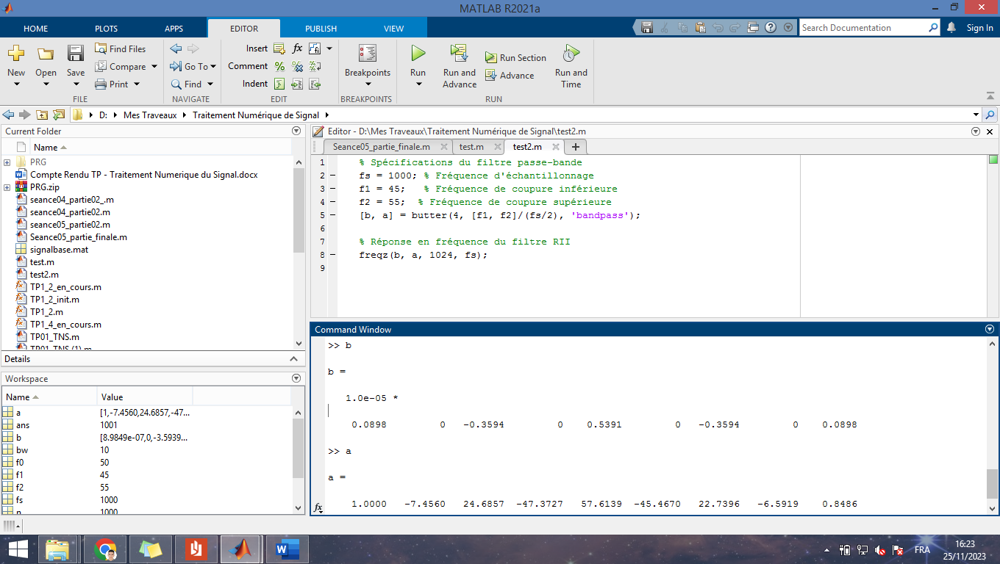 MATLAB R2021a
HOME PLOTS APPS EDITOR PUBLISH VIEW
Search Documentation
Sign In
New Open Save
Find Files
Compare
Print
FILE
Go To
Find
NAVIGATE
Insert
Comment
Indent
EDIT
Breakpoints
BREAKPOINTS
Run
Run and Advance
Run Section
Advance
Run and Time
RUN
D: Mes Traveaux Traitement Numérique de Signal
Current Folder
Name
PRG
Compte Rendu TP - Traitement Numerique du Signal.docx
PRG.zip
seance04_partie02_.m
seance04_partie02.m
seance05_partie02.m
Seance05_partie_finale.m
signalbase.mat
test.m
test2.m
TP1_2_en_cours.m
TP1_2_init.m
TP1_2.m
TP1_4_en_cours.m
TP01_TNS.m
TP01_TNS (1).m
Details
Workspace
Name Value
a [1,-7.4560,24.6857,-47...
ans 1001
b [8.9849e-07,0,-3.5939...
bw 10
f0 50
f1 45
f2 55
fs 1000
n 1000
Editor - D:\Mes Traveaux\Traitement Numérique de Signal\test2.m
Seance05_partie_finale.m test.m test2.m
1 % Spécifications du filtre passe-bande
2 fs = 1000; % Fréquence d'échantillonnage
3 f1 = 45; % Fréquence de coupure inférieure
4 f2 = 55; % Fréquence de coupure supérieure
5 [b, a] = butter(4, [f1, f2]/(fs/2), 'bandpass');
6
7 % Réponse en fréquence du filtre RII
8 freqz(b, a, 1024, fs);
9
Command Window
>> b
b =
1.0e-05 *
0.0898 0 -0.3594 0 0.5391 0 -0.3594 0 0.0898
>> a
a =
fx
1.0000 -7.4560 24.6857 -47.3727 57.6139 -45.4670 22.7396 -6.5919 0.8486
FRA
16:23
25/11/2023